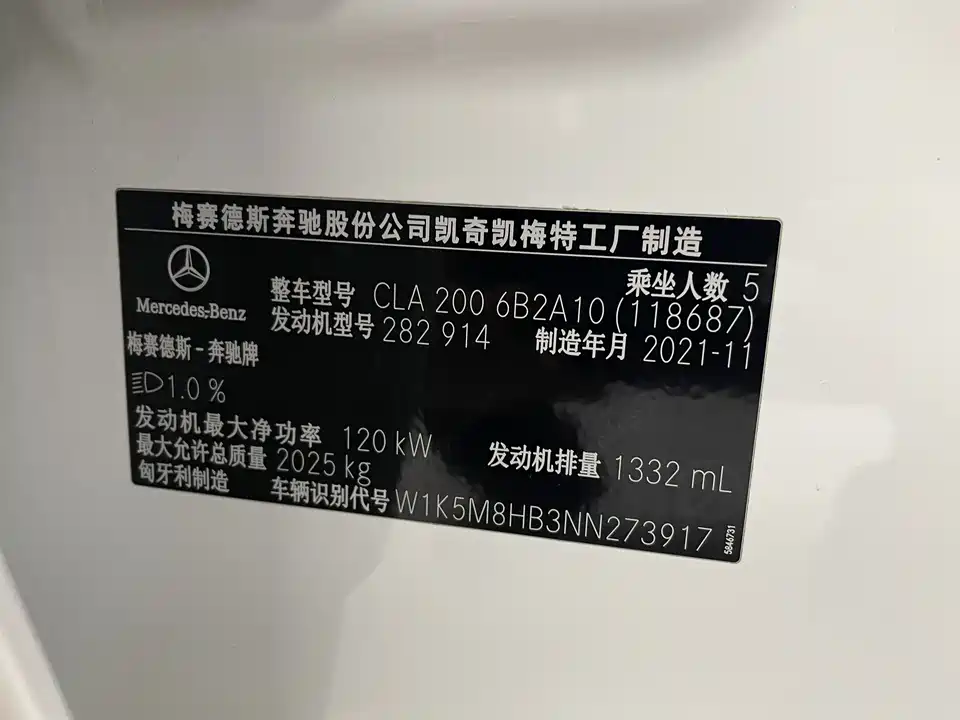 梅赛德斯奔驰股份公司凯奇凯梅特工厂制造
乘坐人数 5
Mercedes-Benz
整车型号 CLA 200 6B2A10 (118687)
发动机型号 282 914 制造年月 2021-11
梅赛德斯－奔驰牌
1.0 %
发动机最大净功率 120 kW
发动机排量 1332 mL
最大允许总质量 2025 kg
匈牙利制造 车辆识别代号 W1K5M8HB3NN273917
5846731